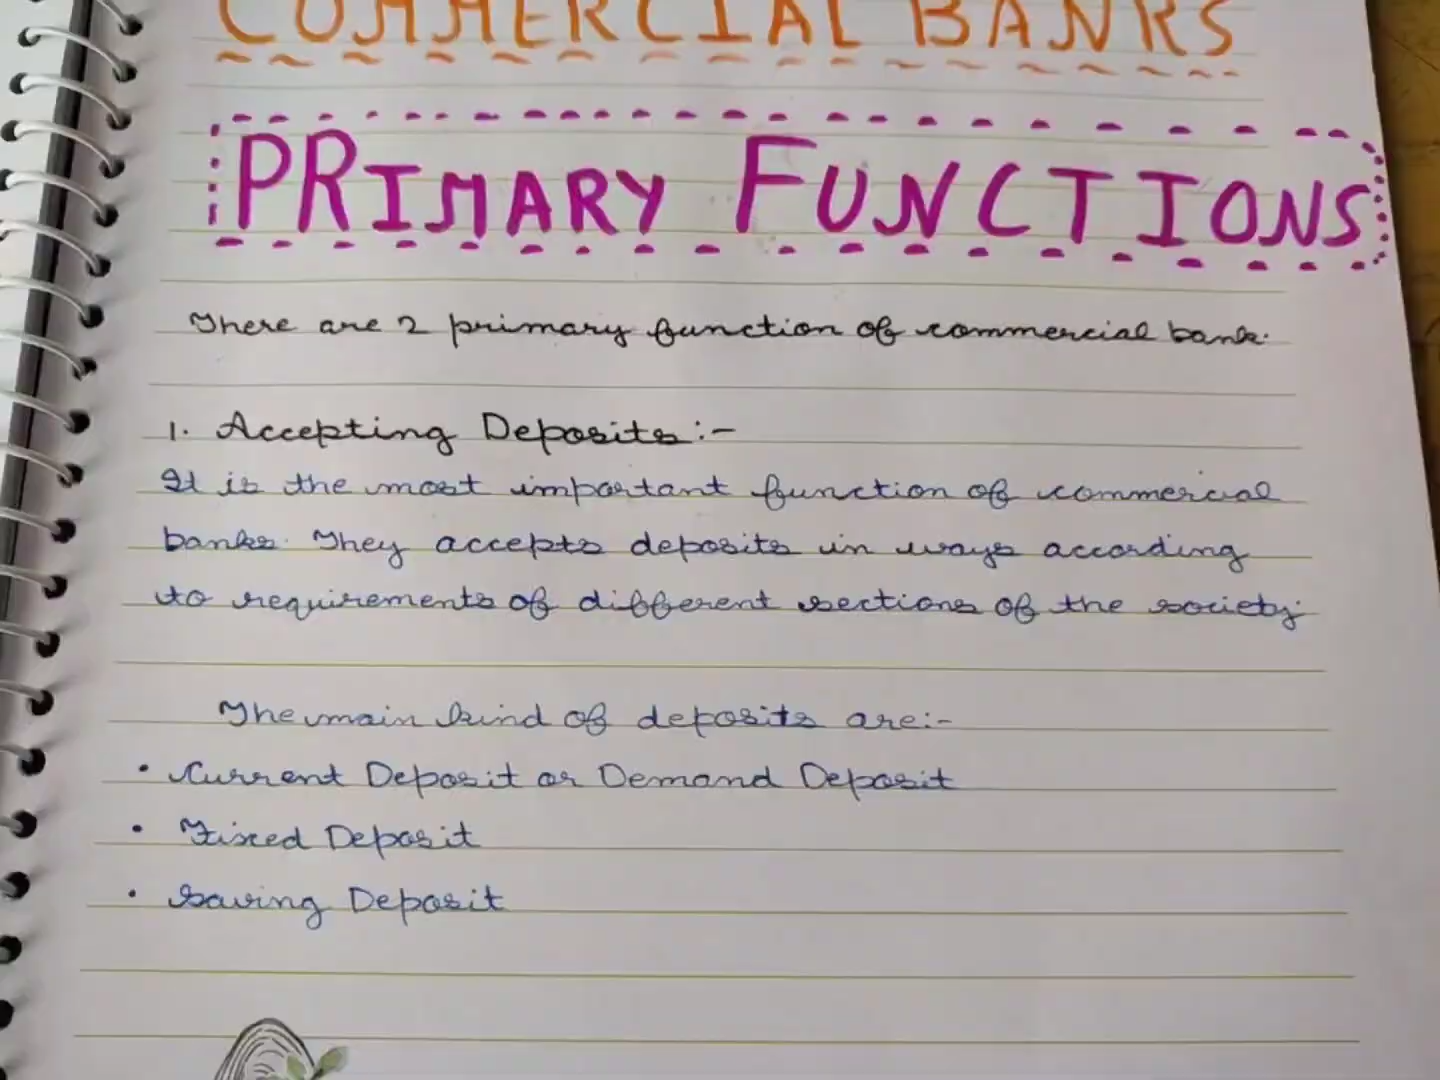 COMMERCIAL BANKS
PRIMARY FUNCTIONS
There are 2 primary function of commercial bank.
1. Accepting Deposits:-
It is the most important function of commercial
banks. They accepts deposits in ways according
to requirements of different sections of the society.
The main kind of deposits are:-
• Current Deposit or Demand Deposit
• Fixed Deposit
• Saving Deposit